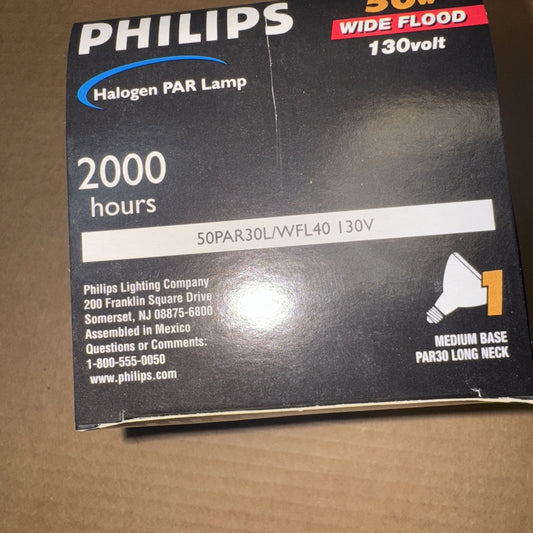 PHILIPS
50W
WIDE FLOOD
130volt
Halogen PAR Lamp
2000
hours
50PAR30L/WFL40 130V
Philips Lighting Company
200 Franklin Square Drive
Somerset, NJ 08875-6800
Assembled in Mexico
Questions or Comments:
1-800-555-0050
www.philips.com
1
MEDIUM BASE
PAR30 LONG NECK